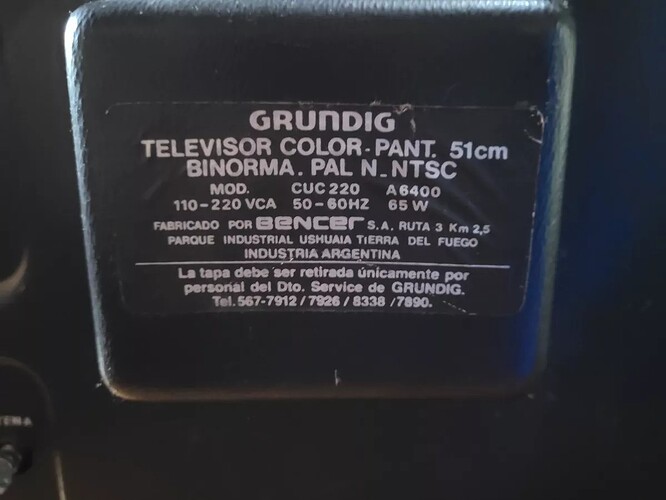 GRUNDIG
TELEVISOR COLOR-PANT. 51cm
BINORMA. PAL N_NTSC
MOD. CUC 220 A6400
110-220 VCA 50-60HZ 65 W
FABRICADO POR BENCER S.A. RUTA 3 Km 2,5
PARQUE INDUSTRIAL USHUAIA TIERRA DEL FUEGO
INDUSTRIA ARGENTINA
La tapa debe ser retirada únicamente por
personal del Dto. Service de GRUNDIG.
Tel. 567-7912 / 7926 / 8338 / 7890.